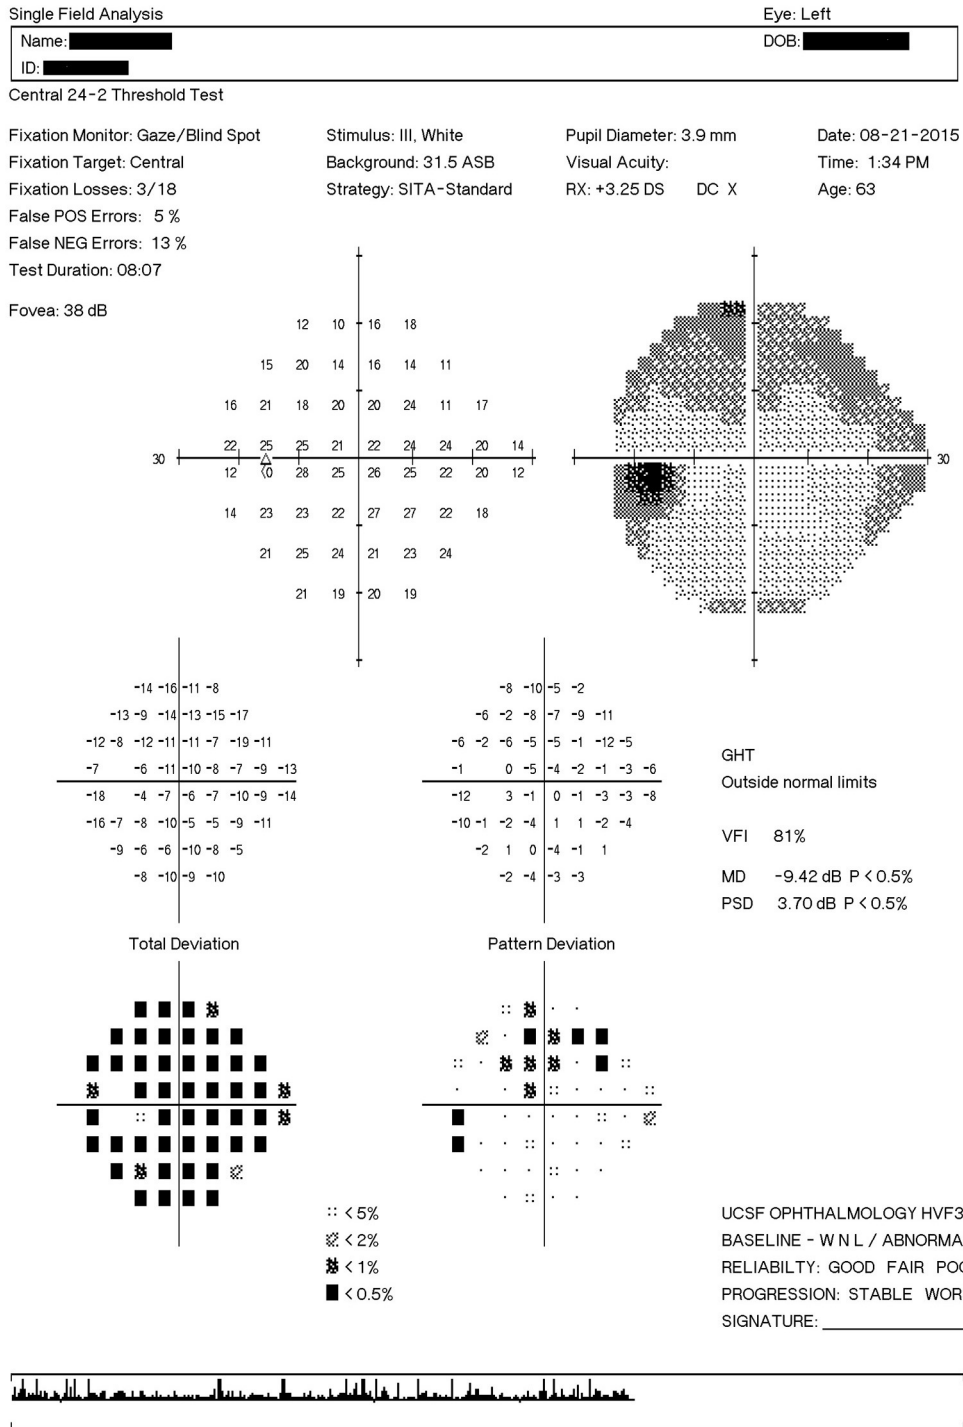 Single Field Analysis Eye: Left
Name: DOB:
ID:
Central 24-2 Threshold Test
Fixation Monitor: Gaze/Blind Spot Stimulus: III, White Pupil Diameter: 3.9 mm Date: 08-21-2015
Fixation Target: Central Background: 31.5 ASB Visual Acuity: Time: 1:34 PM
Fixation Losses: 3/18 Strategy: SITA-Standard RX: +3.25 DS DC X Age: 63
False POS Errors: 5 %
False NEG Errors: 13 %
Test Duration: 08:07
Fovea: 38 dB
12 10 16 18
15 20 14 16 14 11
16 21 18 20 20 24 11 17
22 25 25 21 22 24 24 20 14
30 30
12 <0 28 25 26 25 22 20 12
14 23 23 22 27 27 22 18
21 25 24 21 23 24
21 19 20 19
-14 -16 -11 -8 -8 -10 -5 -2
-13 -9 -14 -13 -15 -17 -6 -2 -8 -7 -9 -11
-12 -8 -12 -11 -11 -7 -19 -11 -6 -2 -6 -5 -5 -1 -12 -5
-7 -6 -11 -10 -8 -7 -9 -13 -1 0 -5 -4 -2 -1 -3 -6
-18 -4 -7 -6 -7 -10 -9 -14 -12 3 -1 0 -1 -3 -3 -8
-16 -7 -8 -10 -5 -5 -9 -11 -10 -1 -2 -4 1 1 -2 -4
-9 -6 -6 -10 -8 -5 -2 1 0 -4 -1 1
-8 -10 -9 -10 -2 -4 -3 -3
GHT
Outside normal limits
VFI 81%
MD -9.42 dB P < 0.5%
PSD 3.70 dB P < 0.5%
Total Deviation Pattern Deviation
< 5%
< 2%
< 1%
< 0.5%
UCSF OPHTHALMOLOGY HVF3
BASELINE - W N L / ABNORMA
RELIABILTY: GOOD FAIR POO
PROGRESSION: STABLE WOR
SIGNATURE: